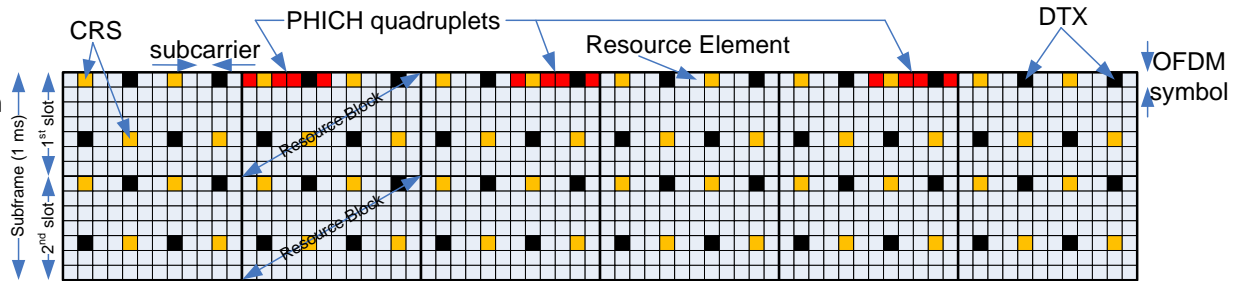 CRS
subcarrier
PHICH quadruplets
Resource Element
DTX
OFDM
symbol
Subframe (1 ms)
1st slot
2nd slot
Resource Block
Resource Block